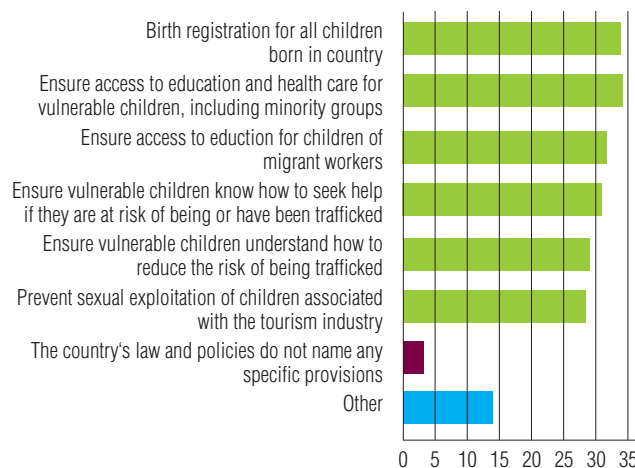 Birth registration for all children
born in country
Ensure access to education and health care for
vulnerable children, including minority groups
Ensure access to eduction for children of
migrant workers
Ensure vulnerable children know how to seek help
if they are at risk of being or have been trafficked
Ensure vulnerable children understand how to
reduce the risk of being trafficked
Prevent sexual exploitation of children associated
with the tourism industry
The country‘s law and policies do not name any
specific provisions
Other
0 5 10 15 20 25 30 35